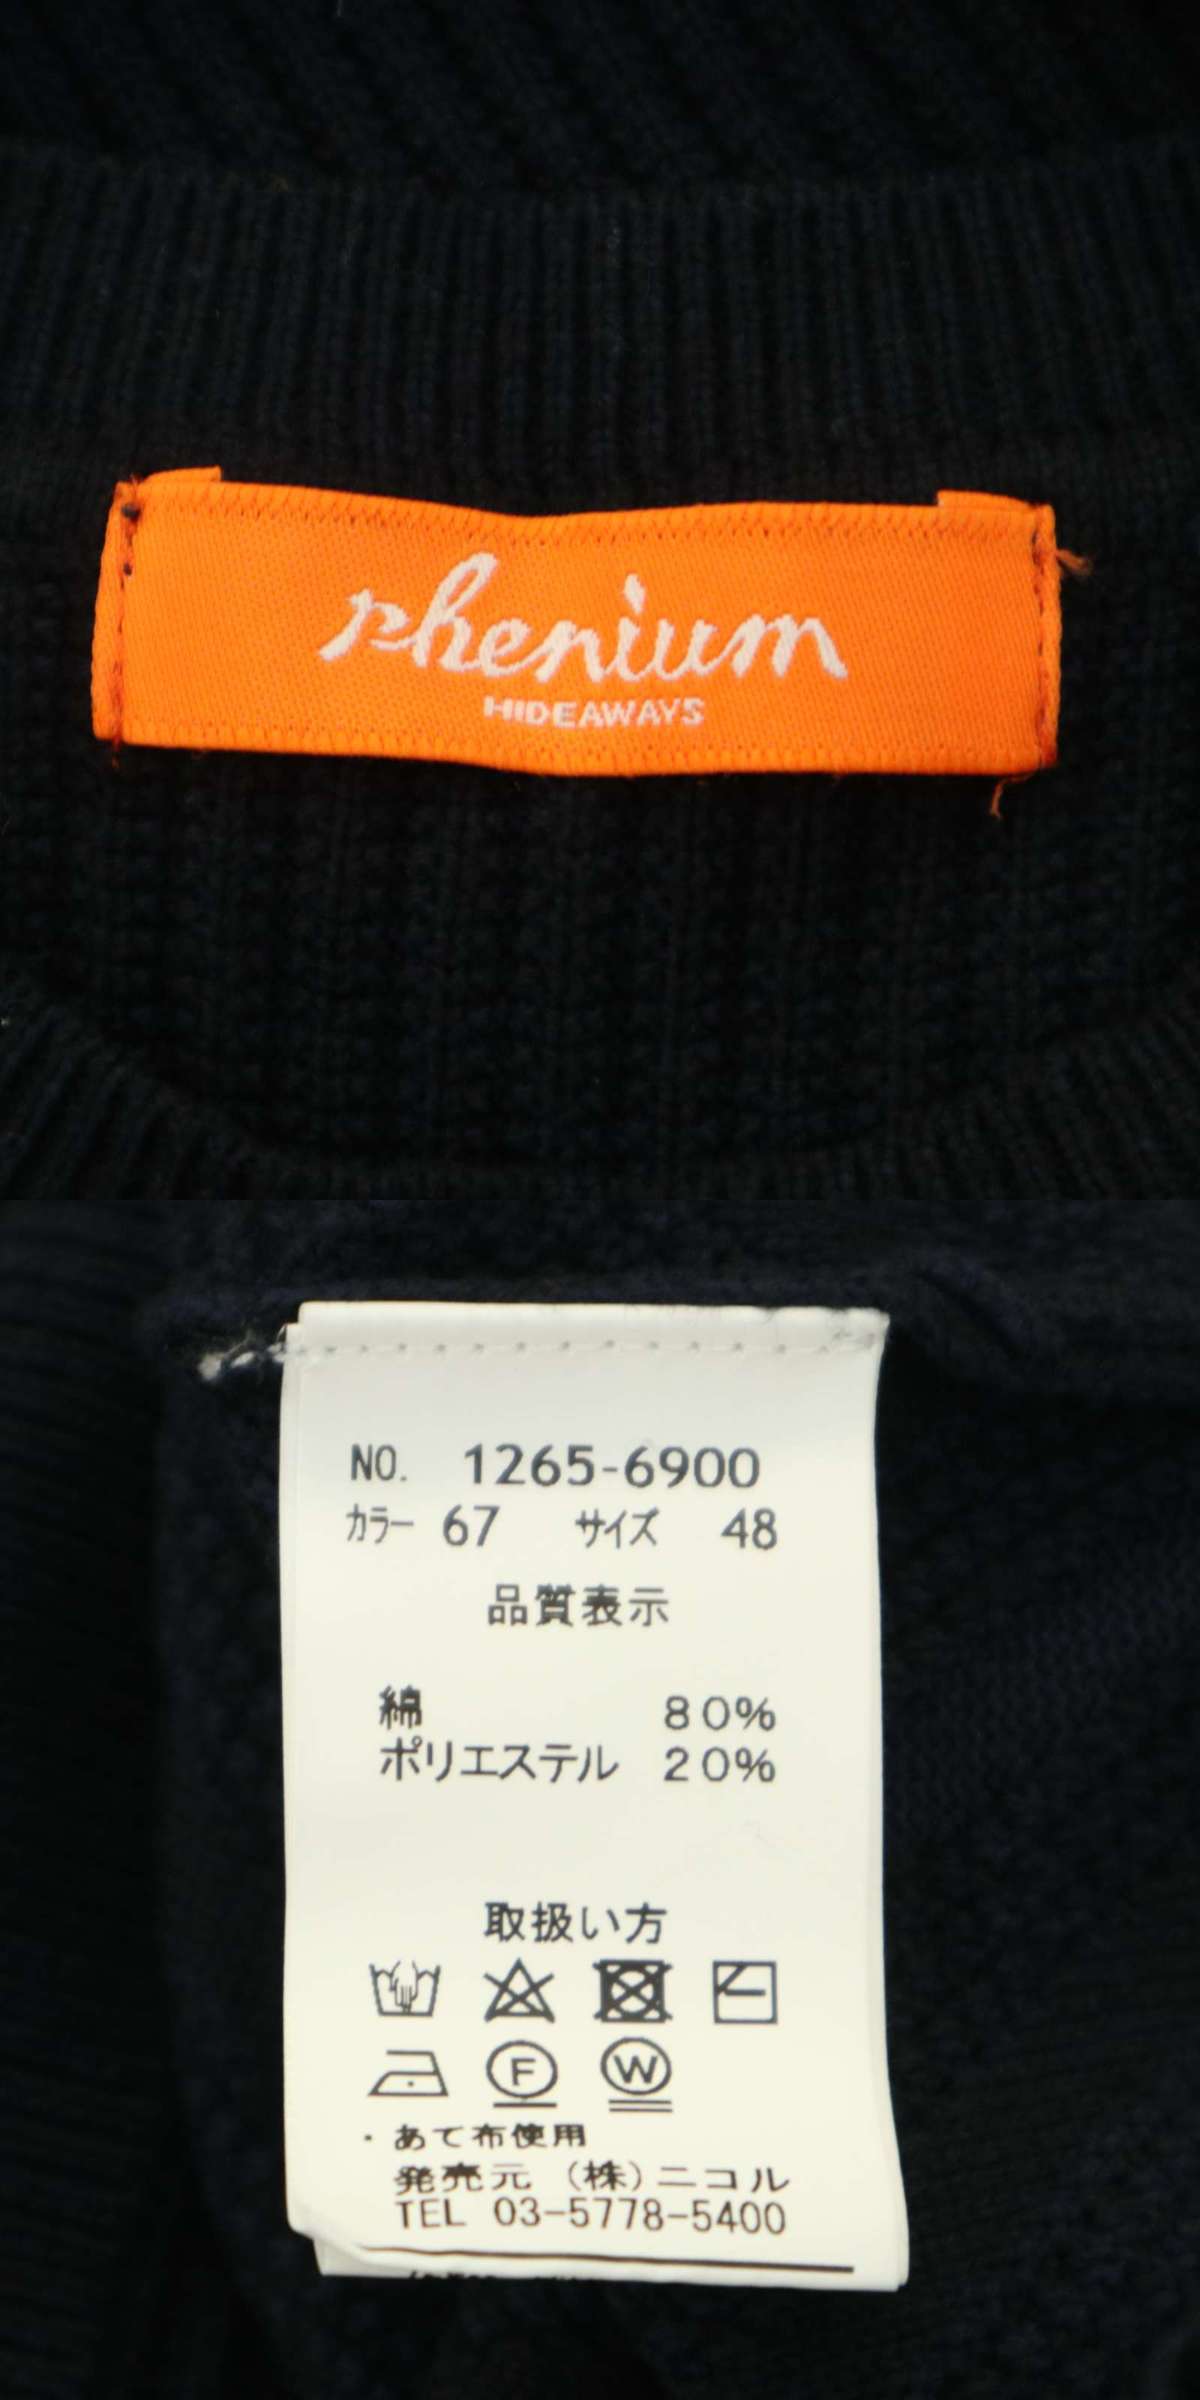 rhenium
HIDEAWAYS
NO. 1265-6900
カラー 67 サイズ 48
品質表示
綿 80%
ポリエステル 20%
取扱い方
F W
・あて布使用
発売元 (株)ニコル
TEL 03-5778-5400